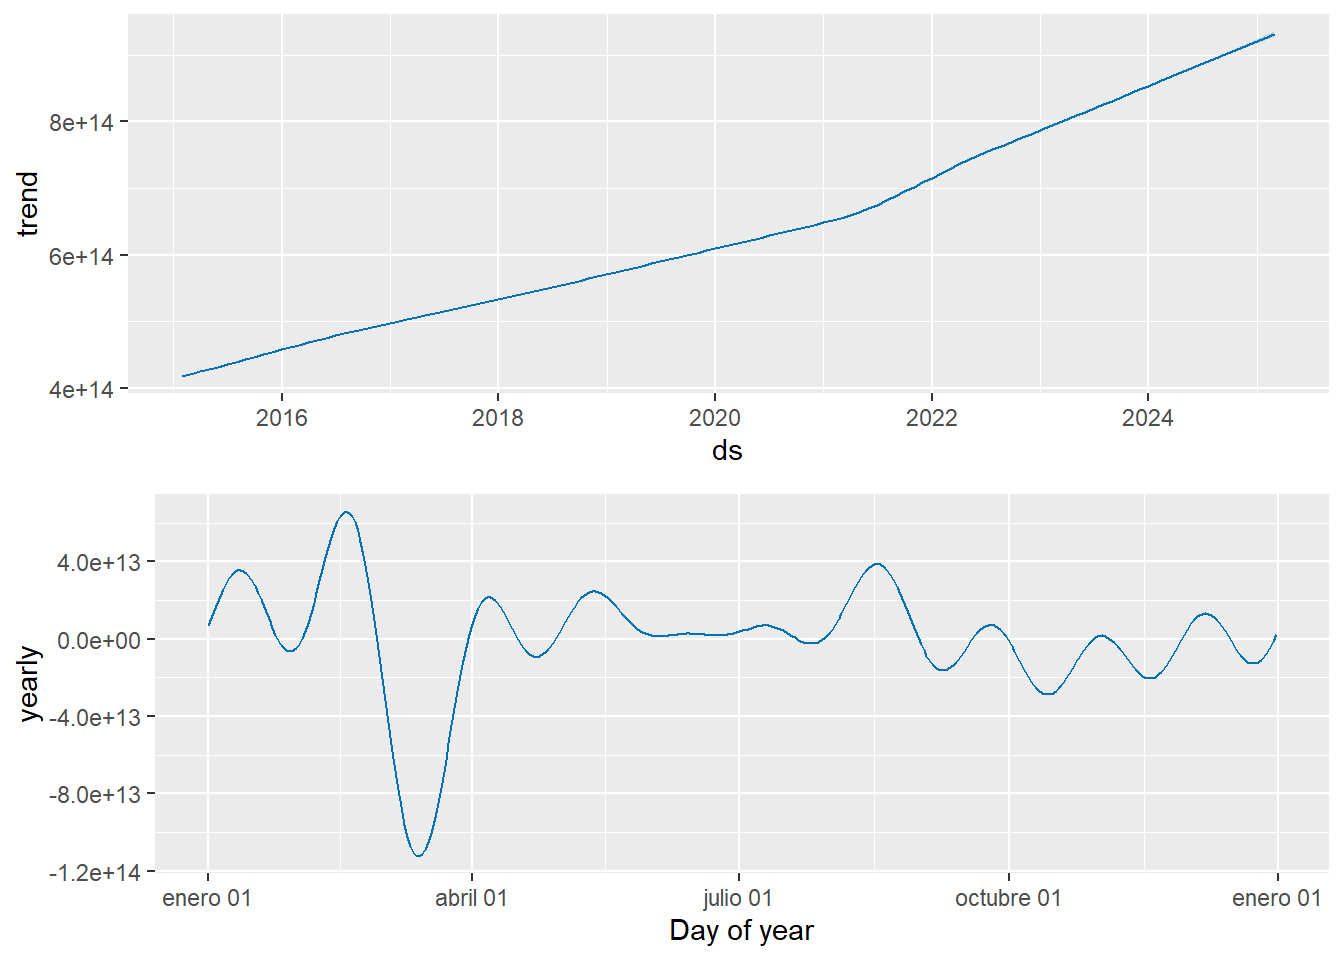 8e+14
6e+14
4e+14
trend
2016 2018 2020 2022 2024
ds
4.0e+13
0.0e+00
-4.0e+13
-8.0e+13
-1.2e+14
yearly
enero 01 abril 01 julio 01 octubre 01 enero 01
Day of year